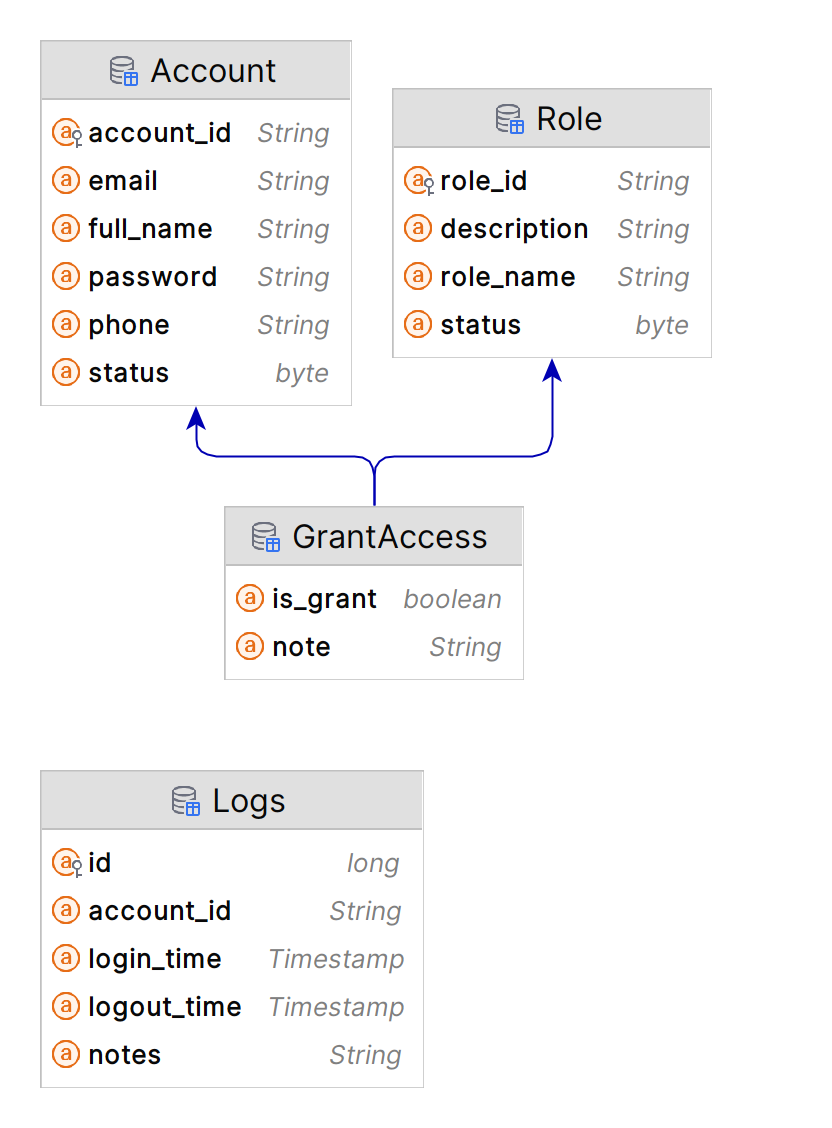 Account
account_id String
email String
full_name String
password String
phone String
status byte
Role
role_id String
description String
role_name String
status byte
GrantAccess
is_grant boolean
note String
Logs
id long
account_id String
login_time Timestamp
logout_time Timestamp
notes String